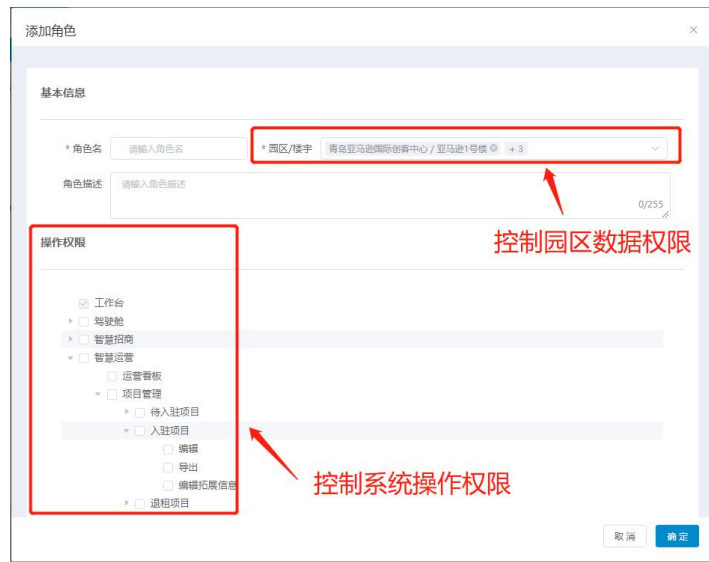 添加角色
基本信息
* 角色名 请输入角色名 * 园区/楼宇 青岛亚马逊国际创客中心 / 亚马逊1号楼 + 3
角色描述 请输入角色描述
0/255
控制园区数据权限
操作权限
工作台
驾驶舱
智慧招商
智慧运营
运营看板
项目管理
待入驻项目
入驻项目
编辑
导出
编辑拓展信息
控制系统操作权限
退租项目
取消 确定